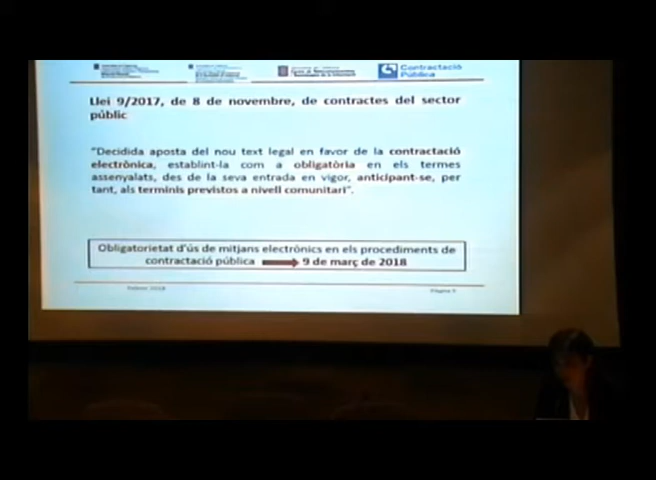 Contractació
Pública
Llei 9/2017, de 8 de novembre, de contractes del sector
públic
"Decidida aposta del nou text legal en favor de la contractació
electrònica, establint-la com a obligatòria en els termes
assenyalats, des de la seva entrada en vigor, anticipant-se, per
tant, als terminis previstos a nivell comunitari".
Obligatorietat d'ús de mitjans electrònics en els procediments de
contractació pública 9 de març de 2018
Febrer 2018